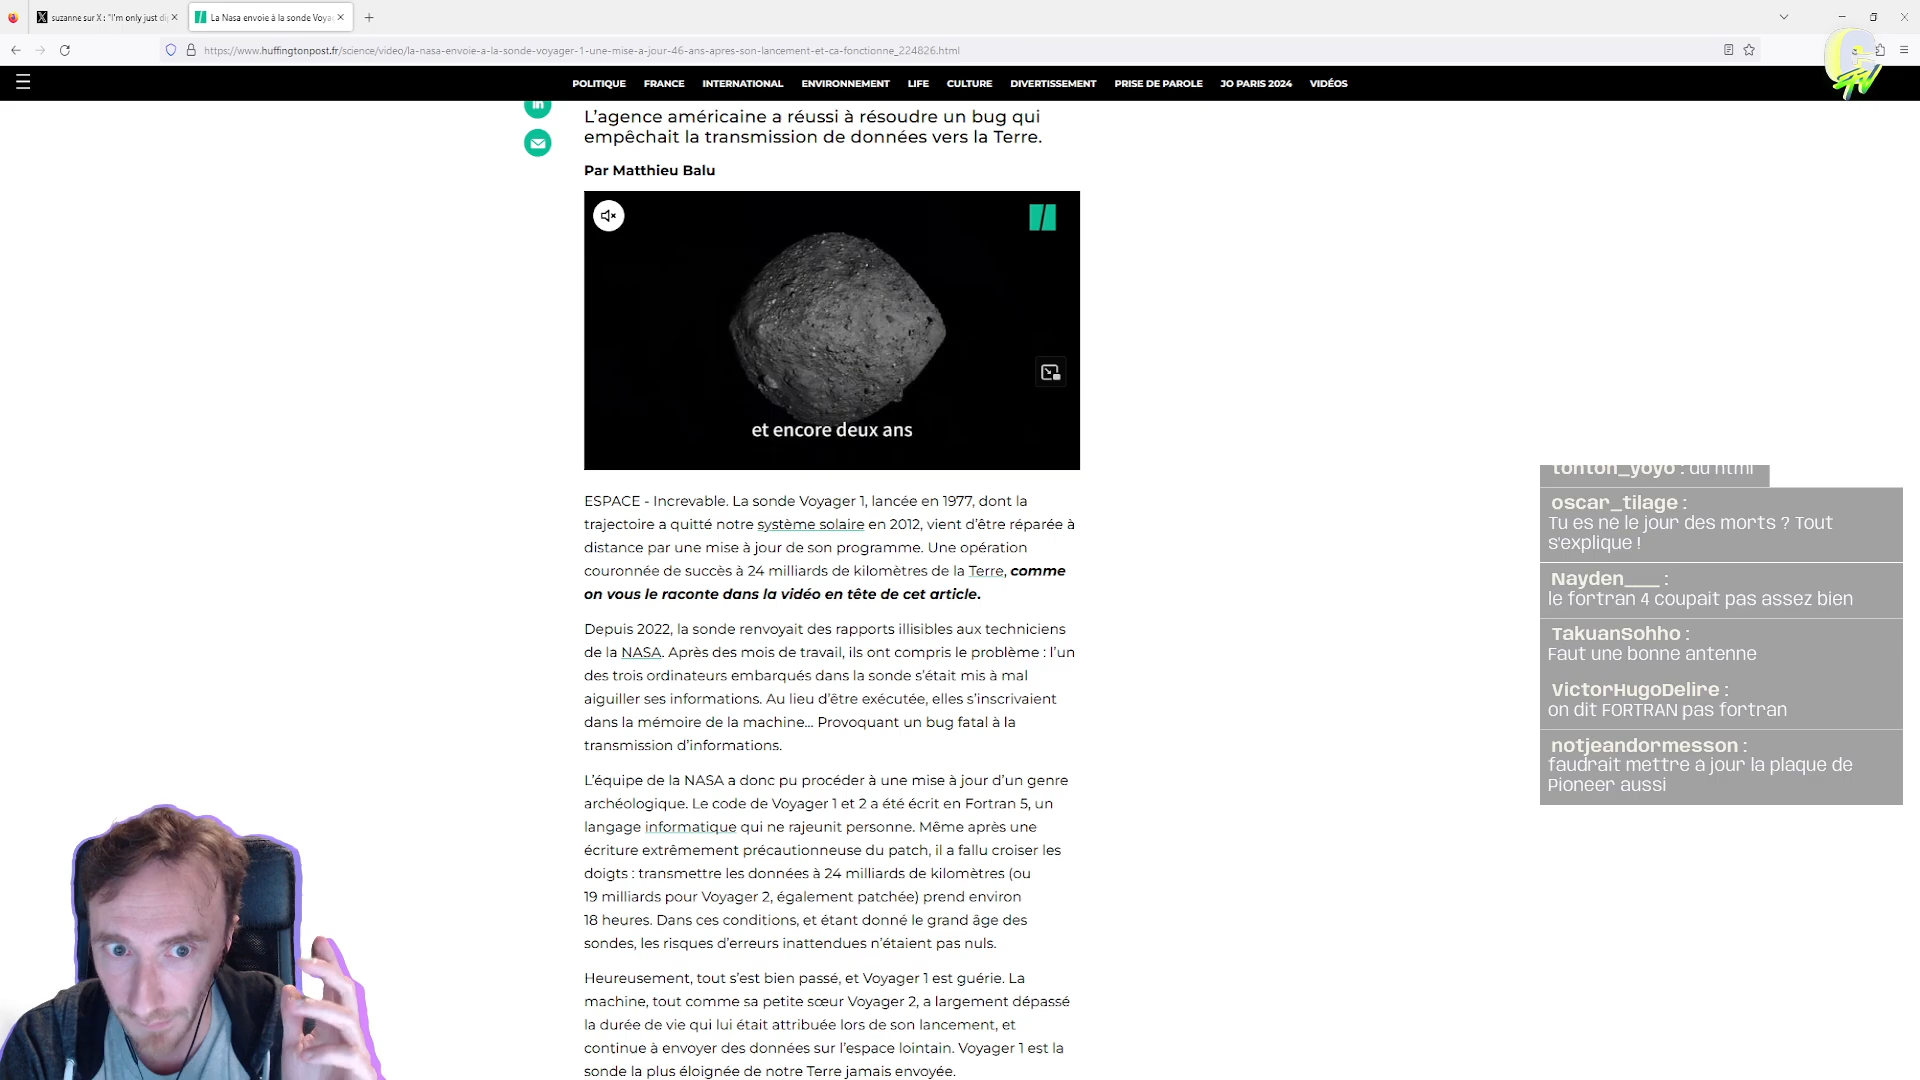 suzanne sur X : "I'm only just di
La Nasa envoie à la sonde Voya
https://www.huffingtonpost.fr/science/video/la-nasa-envoie-a-la-sonde-voyager-1-une-mise-a-jour-46-ans-apres-son-lancement-et-ca-fonctionne_224826.html
POLITIQUE FRANCE INTERNATIONAL ENVIRONNEMENT LIFE CULTURE DIVERTISSEMENT PRISE DE PAROLE JO PARIS 2024 VIDÉOS
L'agence américaine a réussi à résoudre un bug qui
empêchait la transmission de données vers la Terre.
Par Matthieu Balu
et encore deux ans
ESPACE - Increvable. La sonde Voyager 1, lancée en 1977, dont la
trajectoire a quitté notre système solaire en 2012, vient d'être réparée à
distance par une mise à jour de son programme. Une opération
couronnée de succès à 24 milliards de kilomètres de la Terre, comme
on vous le raconte dans la vidéo en tête de cet article.
Depuis 2022, la sonde renvoyait des rapports illisibles aux techniciens
de la NASA. Après des mois de travail, ils ont compris le problème : l'un
des trois ordinateurs embarqués dans la sonde s'était mis à mal
aiguiller ses informations. Au lieu d'être exécutée, elles s'inscrivaient
dans la mémoire de la machine... Provoquant un bug fatal à la
transmission d'informations.
L'équipe de la NASA a donc pu procéder à une mise à jour d'un genre
archéologique. Le code de Voyager 1 et 2 a été écrit en Fortran 5, un
langage informatique qui ne rajeunit personne. Même après une
écriture extrêmement précautionneuse du patch, il a fallu croiser les
doigts : transmettre les données à 24 milliards de kilomètres (ou
19 milliards pour Voyager 2, également patchée) prend environ
18 heures. Dans ces conditions, et étant donné le grand âge des
sondes, les risques d'erreurs inattendues n'étaient pas nuls.
Heureusement, tout s'est bien passé, et Voyager 1 est guérie. La
machine, tout comme sa petite sœur Voyager 2, a largement dépassé
la durée de vie qui lui était attribuée lors de son lancement, et
continue à envoyer des données sur l'espace lointain. Voyager 1 est la
sonde la plus éloignée de notre Terre jamais envoyée.
tonton_yoyo : du html
oscar_tilage :
Tu es né le jour des morts ? Tout
s'explique !
Nayden___ :
le fortran 4 coupait pas assez bien
TakuanSohho :
Faut une bonne antenne
VictorHugoDelire :
on dit FORTRAN pas fortran
notjeandormesson :
faudrait mettre à jour la plaque de
Pioneer aussi